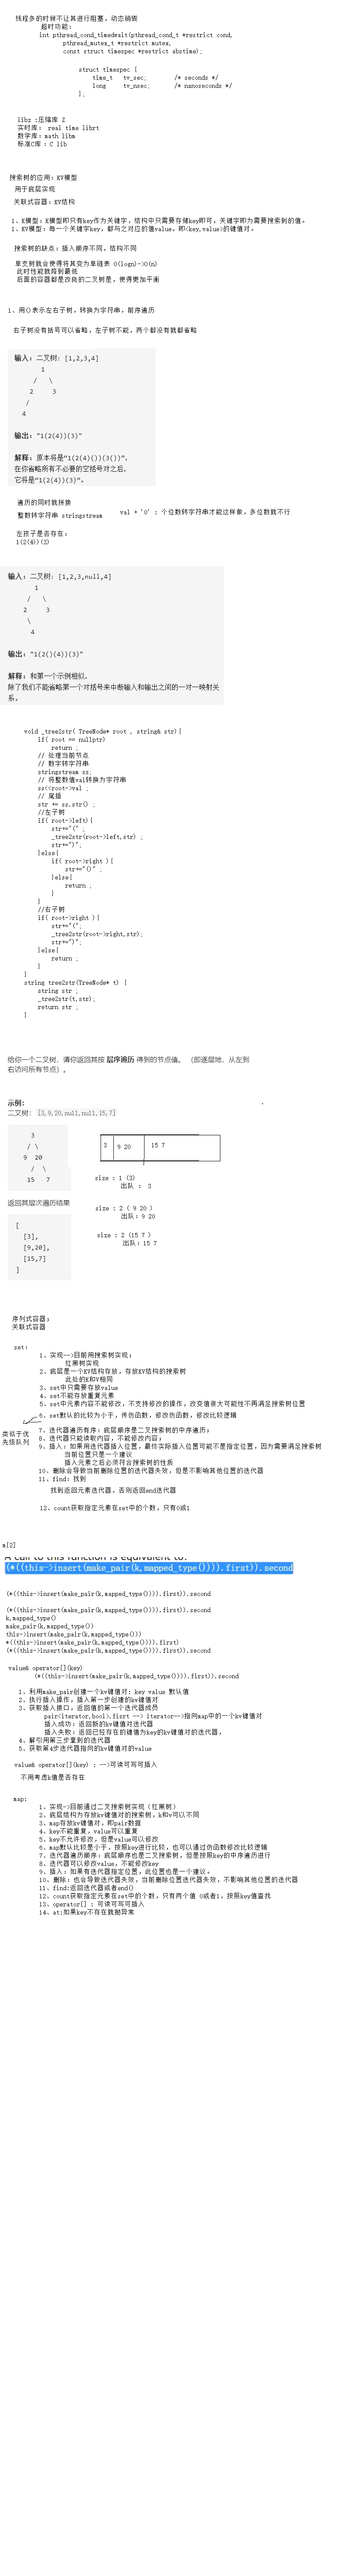 线程多的时候不让其进行阻塞，动态销毁
超时功能：
int pthread_cond_timedwait(pthread_cond_t *restrict cond,
pthread_mutex_t *restrict mutex,
const struct timespec *restrict abstime);
struct timespec {
time_t   tv_sec;        /* seconds */
long     tv_nsec;       /* nanoseconds */
};
libz :压缩库 Z
实时库： real time librt
数学库：math libm
标准C库：C lib
搜索树的应用：KV模型
用于底层实现
关联式容器：KV结构
1、K模型：K模型即只有key作为关键字，结构中只需要存储key即可，关键字即为需要搜索到的值。
1、KV模型：每一个关键字key，都与之对应的值value，即<key,value>的键值对。
搜索树的缺点：插入顺序不同，结构不同
单支树就会使得将其变为单链表 O(logn)->O(n)
此时性能就降到最低
后面的容器都是改良的二叉树是，使得更加平衡
1、用()表示左右子树，转换为字符串，前序遍历
右子树没有括号可以省略，左子树不能，两个都没有就都省略
输入：二叉树: [1,2,3,4]
1
/   \
2     3
/
4
输出："1(2(4))(3)"
解释：原本将是“1(2(4)())(3())”，
在你省略所有不必要的空括号对之后，
它将是“1(2(4))(3)”。
遍历的同时就拼接
整数转字符串 stringstream    val + '0' ：个位数转字符串才能这样做，多位数就不行
左孩子是否存在：
1(2(4))(3)
输入：二叉树: [1,2,3,null,4]
1
/   \
2     3
\
4
输出："1(2()(4))(3)"
解释：和第一个示例相似，
除了我们不能省略第一个对括号来中断输入和输出之间的一对一映射关
系。
void _tree2str( TreeNode* root , string& str){
if( root == nullptr)
return ;
// 处理当前节点
// 数字转字符串
stringstream ss;
// 将整数值val转换为字符串
ss<<root->val ;
// 尾插
str += ss.str() ;
//左子树
if( root->left){
str+="(" ;
_tree2str(root->left,str) ;
str+=")";
}else{
if( root->right ){
str+="()" ;
}else{
return ;
}
}
//右子树
if( root->right ){
str+="(";
_tree2str(root->right,str);
str+=")";
}else{
return ;
}
}
string tree2str(TreeNode* t) {
string str ;
_tree2str(t,str);
return str ;
}
给你一个二叉树，请你返回其按 层序遍历 得到的节点值。 （即逐层地，从左到
右访问所有节点）。
示例：
二叉树：[3,9,20,null,null,15,7]
3
/ \
9  20
/  \
15   7
3  9 20  15 7
size : 1 (3)
出队 ： 3
返回其层次遍历结果
size : 2 ( 9 20 )
出队：9 20
[
[3],
[9,20],
[15,7]
]
size : 2 (15 7 )
出队：15 7
序列式容器：
关联式容器
set:
1、实现-->目前用搜索树实现；
红黑树实现
2、底层是一个KV结构存放，存放KV结构的搜索树
此处的K和V相同
3、set中只需要存放value
4、set不能存放重复元素
5、set中元素内容不能修改，不支持修改的操作，改变值很大可能性不再满足搜索树位置
6、set默认的比较为小于，传仿函数，修改仿函数，修改比较逻辑
类似于优
先级队列
7、迭代器遍历有序：底层顺序是二叉搜索树的中序遍历；
8、迭代器只能读取内容，不能修改内容；
9、插入：如果用迭代器插入位置，最终实际插入位置可能不是指定位置，因为需要满足搜索树
当前位置只是一个建议
插入元素之后必须符合搜索树的性质
10、删除会导致当前删除位置的迭代器失效，但是不影响其他位置的迭代器
11、find：找到
找到返回元素迭代器，否则返回end迭代器
12、count获取指定元素在set中的个数，只有0或1
m[2]
A call to this function is equivalent to:
(*((this->insert(make_pair(k,mapped_type()))).first)).second
(*((this->insert(make_pair(k,mapped_type()))).first)).second
(*((this->insert(make_pair(k,mapped_type()))).first)).second
k,mapped_type()
make_pair(k,mapped_type())
this->insert(make_pair(k,mapped_type()))
*((this->insert(make_pair(k,mapped_type()))).first)
(*((this->insert(make_pair(k,mapped_type()))).first)).second
value& operator[](key)
(*((this->insert(make_pair(k,mapped_type()))).first)).second
1、利用make_pair创建一个kv键值对：key value 默认值
2、执行插入操作，插入第一步创建的kv键值对
3、获取插入接口，返回值的第一个迭代器成员
pair(iterator,bool>,fisrt --> iterator-->指向map中的一个kv键值对
插入成功：返回新的kv键值对迭代器
插入失败：返回已经存在的键值为key的kv键值对的迭代器，
4、解引用第三步拿到的迭代器
5、获取第4步迭代器指向的kv键值对的value
value& operator[](key) : -->可读可写可插入
不用考虑k值是否存在
map:
1、实现->目前通过二叉搜索树实现（红黑树）
2、底层结构为存放kv键值对的搜索树，k和v可以不同
3、map存放kv键值对，即pair数据
4、key不能重复，value可以重复
5、key不允许修改，但是value可以修改
6、map默认比较是小于，按照key进行比较，也可以通过仿函数修改比较逻辑
7、迭代器遍历顺序：底层顺序也是二叉搜索树，但是按照key的中序遍历进行
8、迭代器可以修改value，不能修改key
9、插入：如果有迭代器指定位置，此位置也是一个建议。
10、删除：也会导致迭代器失效，当前删除位置迭代器失效，不影响其他位置的迭代器
11、find:返回迭代器或者end()
12、count获取指定元素在set中的个数，只有两个值 0或者1，按照key值查找
13、operator[] : 可读可写可插入
14、at:如果key不存在就抛异常